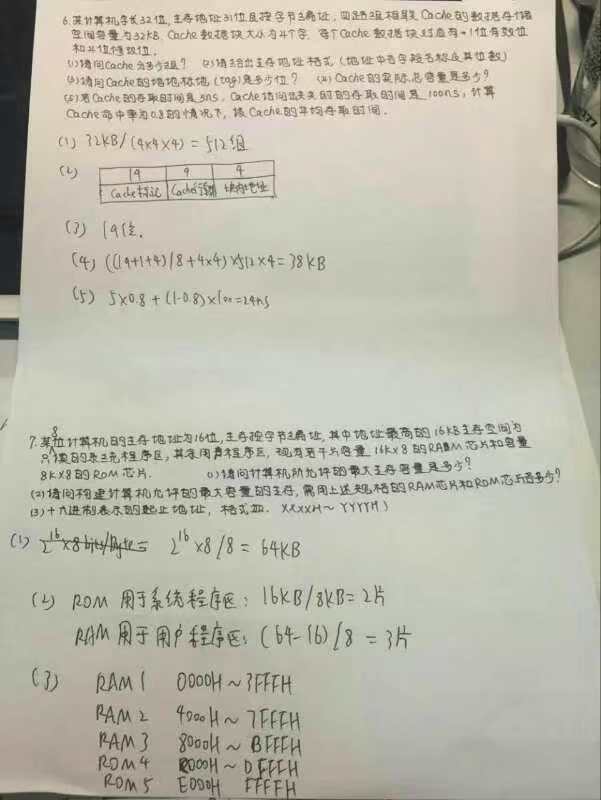 6.某计算机字长32位,主存地址32位且按字节编址,四路组相联Cache的数据存储
空间容量为32KB,Cache数据块大小为4个字,每个Cache数据块对应有1位有效位
和4位修改位.
(1)请问Cache分多少组? (2)请给出主存地址格式(地址中各字段名称及其位数)
(3)请问Cache的标记(tag)是多少位? (4)Cache的实际总容量是多少?
(5)若Cache的存取时间是5ns,Cache访问缺失时的存取时间是100ns,计算
Cache命中率为0.8的情况下,该Cache的平均存取时间.
(1) 32KB/(4×4×4)=512组
(2)
19 9 4
Cache标记 Cache组号 块内地址
(3) 19位.
(4) ((19+1+4)/8+4×4)×512×4=38KB
(5) 5×0.8+(1-0.8)×100=24ns
8
7.某位计算机的主存地址为16位,主存按字节编址,其中地址最高的16KB主存空间为
只读的系统程序区,其余用户程序区,现有若干片容量16K×8的RAM芯片和容量
8K×8的ROM芯片. (1)请问计算机所允许的最大主存容量是多少?
(2)请问构建计算机允许的最大容量的主存,需用上述规格的RAM芯片和ROM芯片各多少?
(3)十六进制表示的起止地址,格式如.XXXXH~YYYYH)
(1) 2^16×8bits/Byte= 2^16×8/8=64KB
(2) ROM用于系统程序区:16KB/8KB=2片
RAM用于用户程序区:(64-16)/8=3片
(3) RAM1 0000H~3FFFH
RAM2 4000H~7FFFH
RAM3 8000H~BFFFH
ROM4 000H~DFFFH
ROM5 E000H FFFFH